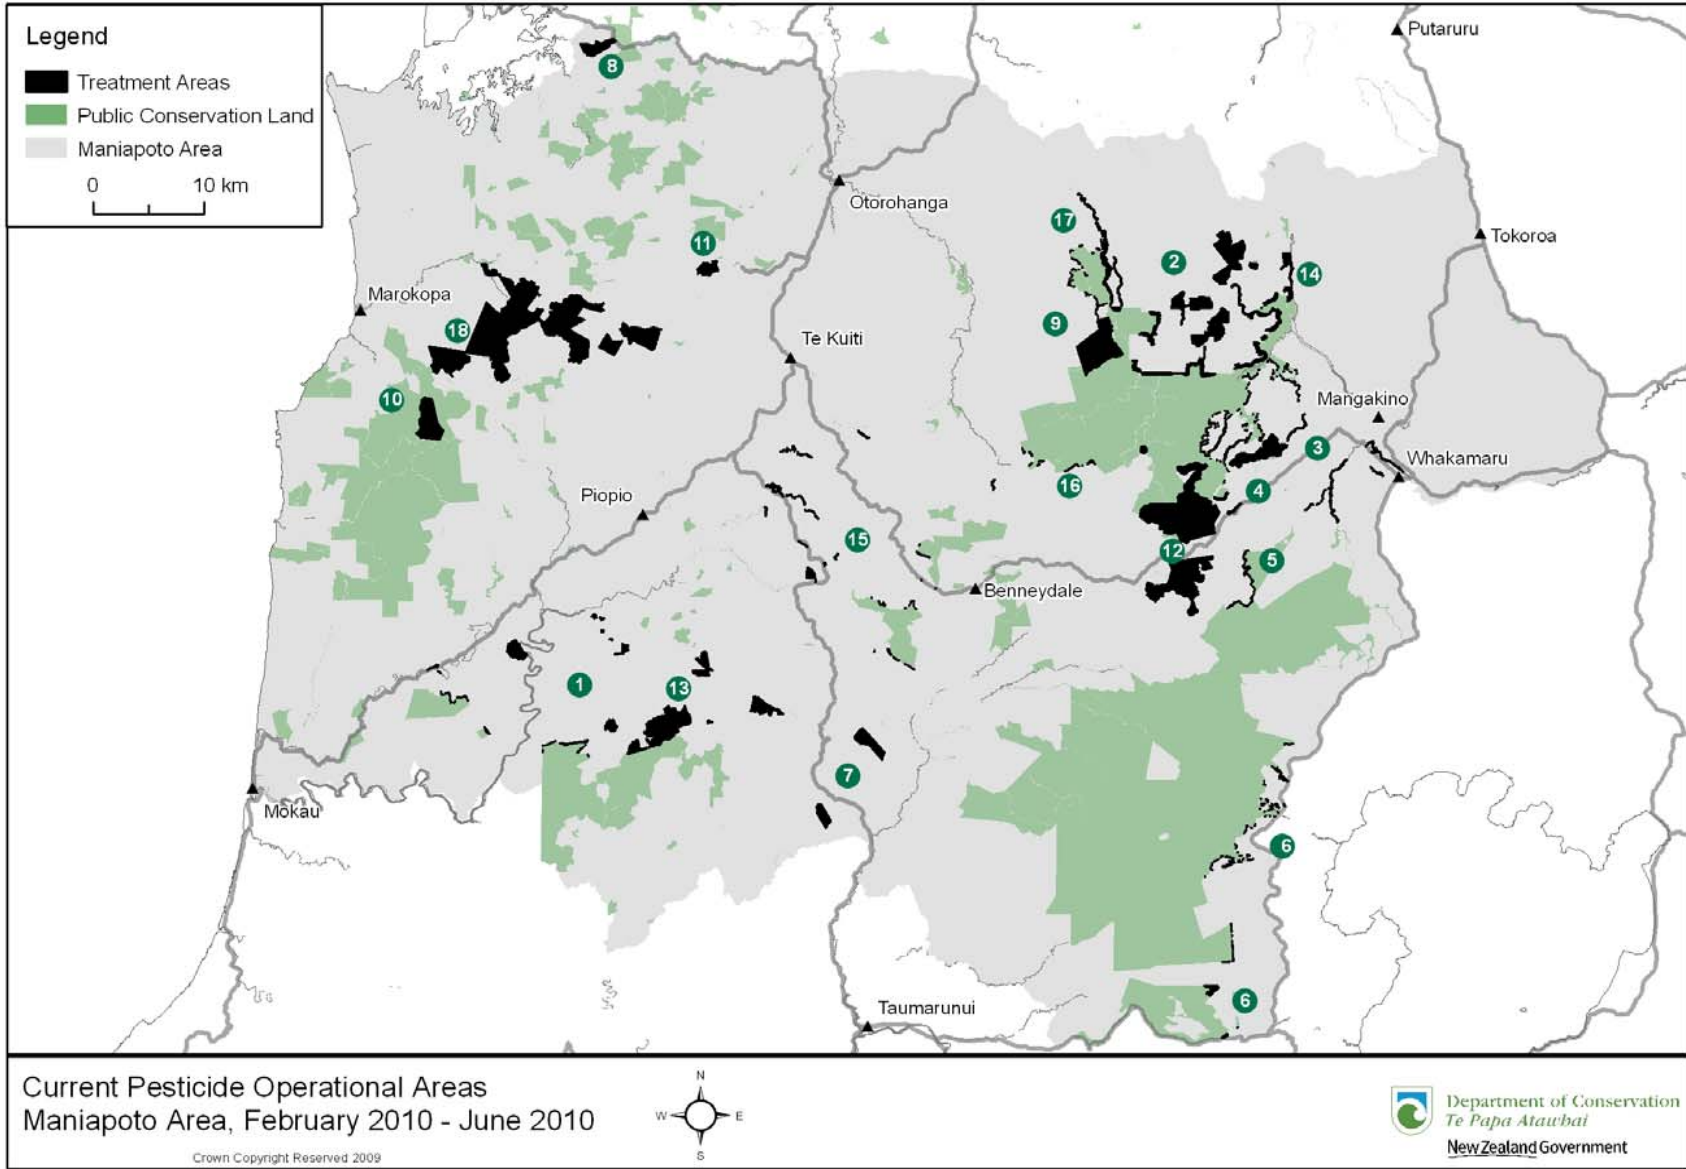 Legend
Treatment Areas
Public Conservation Land
Maniapoto Area
0 10 km
Putaruru
8
Otorohanga
17
11
2
14
Tokoroa
Marokopa
18
9
Te Kuiti
10
Mangakino
3
Whakamaru
16
4
Piopio
15
12
5
Benneydale
1
13
7
Mokau
6
6
Taumarunui
Current Pesticide Operational Areas
Maniapoto Area, February 2010 - June 2010
Crown Copyright Reserved 2009
N
W E
S
Department of Conservation
Te Papa Atawhai
New Zealand Government